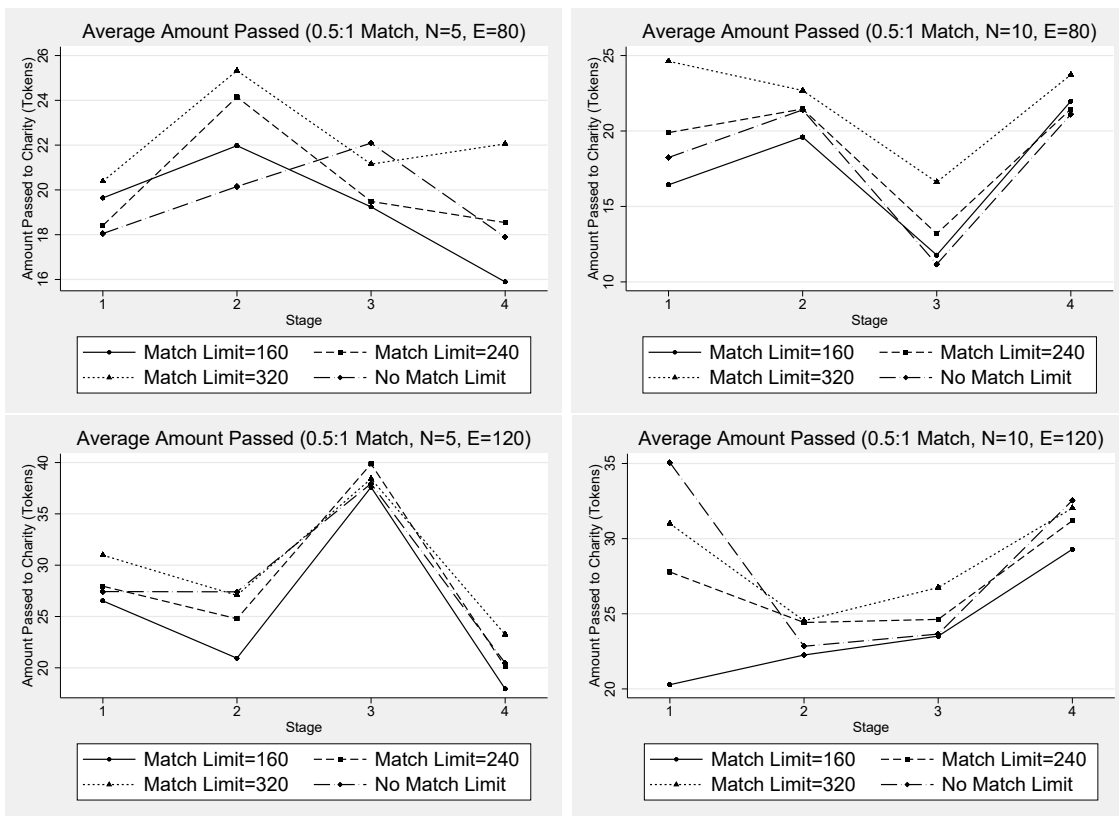 Average Amount Passed (0.5:1 Match, N=5, E=80)
Amount Passed to Charity (Tokens)
26
24
22
20
18
16
1 2 3 4
Stage
Match Limit=160 Match Limit=240
Match Limit=320 No Match Limit
Average Amount Passed (0.5:1 Match, N=10, E=80)
Amount Passed to Charity (Tokens)
25
20
15
10
1 2 3 4
Stage
Match Limit=160 Match Limit=240
Match Limit=320 No Match Limit
Average Amount Passed (0.5:1 Match, N=5, E=120)
Amount Passed to Charity (Tokens)
40
35
30
25
20
1 2 3 4
Stage
Match Limit=160 Match Limit=240
Match Limit=320 No Match Limit
Average Amount Passed (0.5:1 Match, N=10, E=120)
Amount Passed to Charity (Tokens)
35
30
25
20
1 2 3 4
Stage
Match Limit=160 Match Limit=240
Match Limit=320 No Match Limit